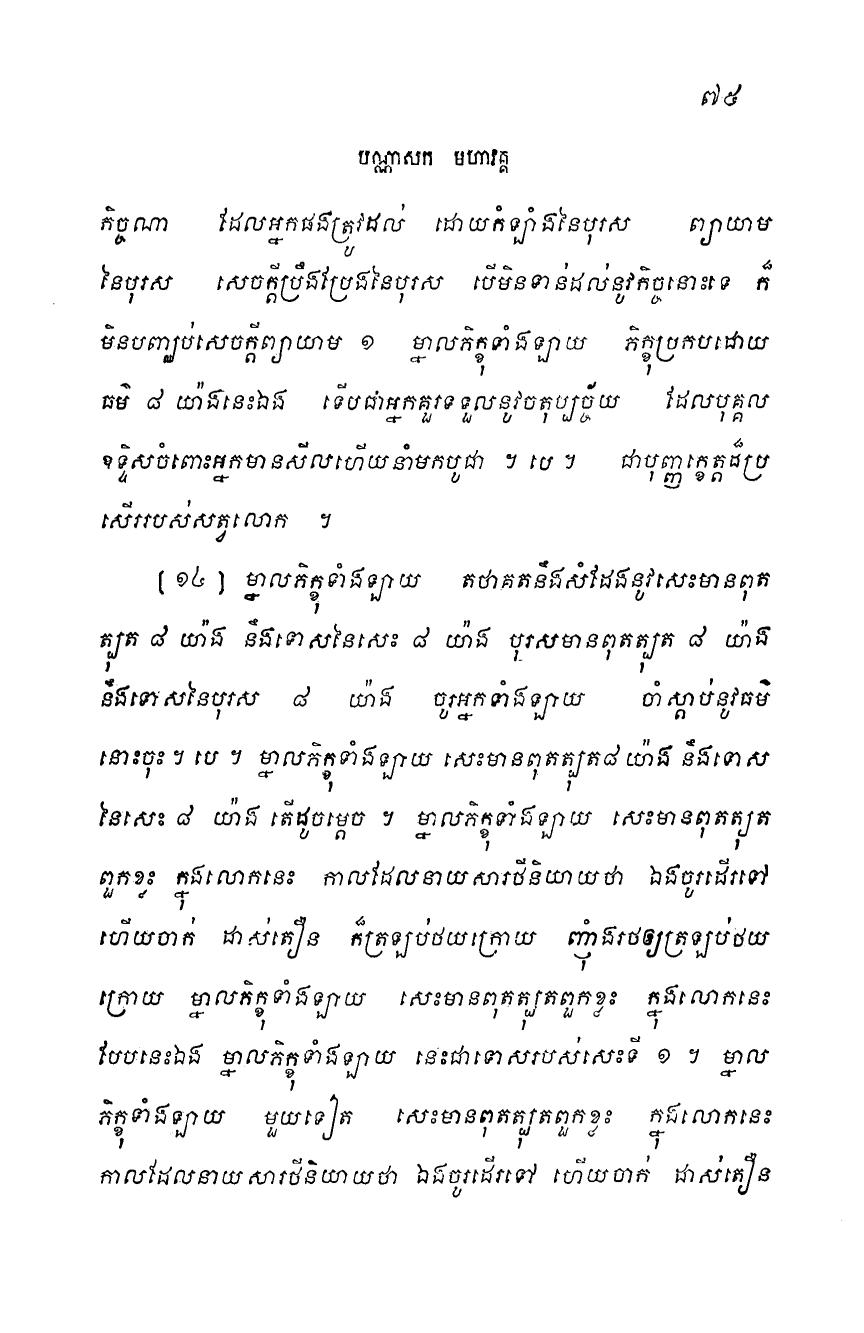 ៧៥
បណ្ណាសក មហាវគ្គ
កិច្ចណា ដែលអ្នកផងត្រូវដល់ ដោយកំឡាំងនៃបុរស ព្យាយាម
នៃបុរស សេចក្តីប្រឹងប្រែងនៃបុរស បើមិនទាន់ដល់នូវកិច្ចនោះទេ ក៏
មិនបញ្ឈប់សេចក្តីព្យាយាម ១ ម្នាលភិក្ខុទាំងឡាយ ភិក្ខុប្រកបដោយ
ធម៌ ៨ យ៉ាងនេះឯង ទើបជាអ្នកគួរទទួលនូវចតុប្បច្ច័យ ដែលបុគ្គល
ឧទ្ទិសចំពោះអ្នកមានសីលហើយនាំមកបូជា ។ បេ ។ ជាបុញ្ញក្ខេត្តដ៏ប្រ
សើររបស់សត្វលោក ។
[ ១៤ ] ម្នាលភិក្ខុទាំងឡាយ តថាគតនឹងសំដែងនូវសេះមានពុត
ត្បុត ៨ យ៉ាង នឹងទោសនៃសេះ ៨ យ៉ាង បុរសមានពុតត្បុត ៨ យ៉ាង
នឹងទោសនៃបុរស ៨ យ៉ាង ចូរអ្នកទាំងឡាយ ចាំស្តាប់នូវធម៌
នោះចុះ ។ បេ ។ ម្នាលភិក្ខុទាំងឡាយ សេះមានពុតត្បុត៨ យ៉ាង នឹងទោស
នៃសេះ ៨ យ៉ាង តើដូចម្តេច ។ ម្នាលភិក្ខុទាំងឡាយ សេះមានពុតត្បុត
ពួកខ្លះ ក្នុងលោកនេះ កាលដែលនាយសារថីនិយាយថា ឯងចូរដើរទៅ
ហើយចាក់ ដាស់តឿន ក៏ត្រឡប់ថយក្រោយ ញ៉ាំងរថឲ្យត្រឡប់ថយ
ក្រោយ ម្នាលភិក្ខុទាំងឡាយ សេះមានពុតត្បុតពួកខ្លះ ក្នុងលោកនេះ
បែបនេះឯង ម្នាលភិក្ខុទាំងឡាយ នេះជាទោសរបស់សេះទី ១ ។ ម្នាល
ភិក្ខុទាំងឡាយ មួយទៀត សេះមានពុតត្បុតពួកខ្លះ ក្នុងលោកនេះ
កាលដែលនាយសារថីនិយាយថា ឯងចូរដើរទៅ ហើយចាក់ ដាស់តឿន